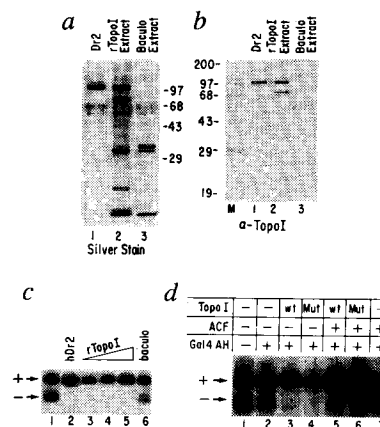 a
b
Dr2
rTopoI Extract
Baculo Extract
97
68
43
29
1 2 3
Silver Stain
Dr2
rTopoI Extract
Baculo Extract
200-
97-
68-
43-
29-
19-
M 1 2 3
α-TopoI
c
hDr2
rTopoI
baculo
+
-
1 2 3 4 5 6
d
Topo I - - wt Mut wt Mut -
ACF - - - - + + +
Gal4 AH - + + + + + +
+
-
1 2 3 4 5 6